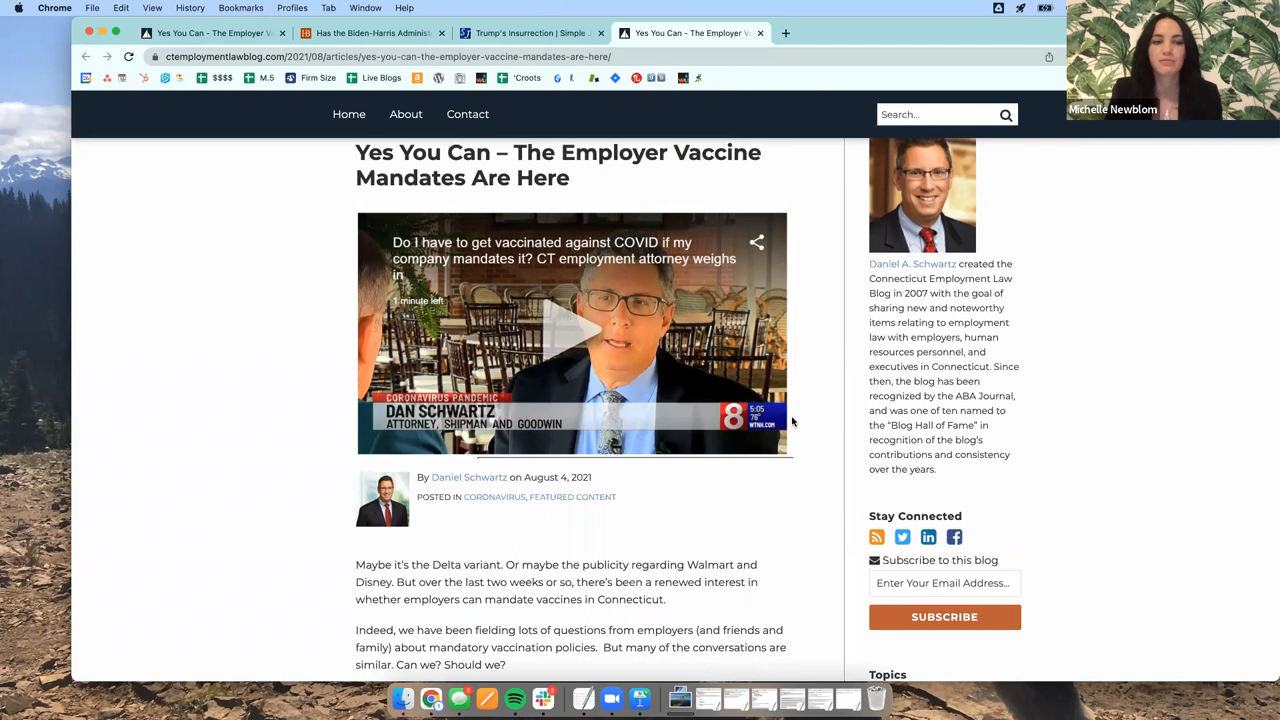 Chrome File Edit View History Bookmarks Profiles Tab Window Help
Yes You Can - The Employer Va
Has the Biden-Harris Administ
Trump's Insurrection | Simple J
Yes You Can - The Employer Va
ctemploymentlawblog.com/2021/08/articles/yes-you-can-the-employer-vaccine-mandates-are-here/
$$$$ M.5 Firm Size Live Blogs 'Croots
Michelle Newblom
Home About Contact
Search...
Yes You Can – The Employer Vaccine
Mandates Are Here
Do I have to get vaccinated against COVID if my
company mandates it? CT employment attorney weighs
in
1 minute left
CORONAVIRUS PANDEMIC
DAN SCHWARTZ
ATTORNEY, SHIPMAN AND GOODWIN
8
5:05
76°
WTNH.COM
By Daniel Schwartz on August 4, 2021
POSTED IN CORONAVIRUS, FEATURED CONTENT
Maybe it's the Delta variant. Or maybe the publicity regarding Walmart and
Disney. But over the last two weeks or so, there's been a renewed interest in
whether employers can mandate vaccines in Connecticut.
Indeed, we have been fielding lots of questions from employers (and friends and
family) about mandatory vaccination policies. But many of the conversations are
similar. Can we? Should we?
Daniel A. Schwartz created the
Connecticut Employment Law
Blog in 2007 with the goal of
sharing new and noteworthy
items relating to employment
law with employers, human
resources personnel, and
executives in Connecticut. Since
then, the blog has been
recognized by the ABA Journal,
and was one of ten named to
the “Blog Hall of Fame” in
recognition of the blog's
contributions and consistency
over the years.
Stay Connected
Subscribe to this blog
Enter Your Email Address...
SUBSCRIBE
Topics